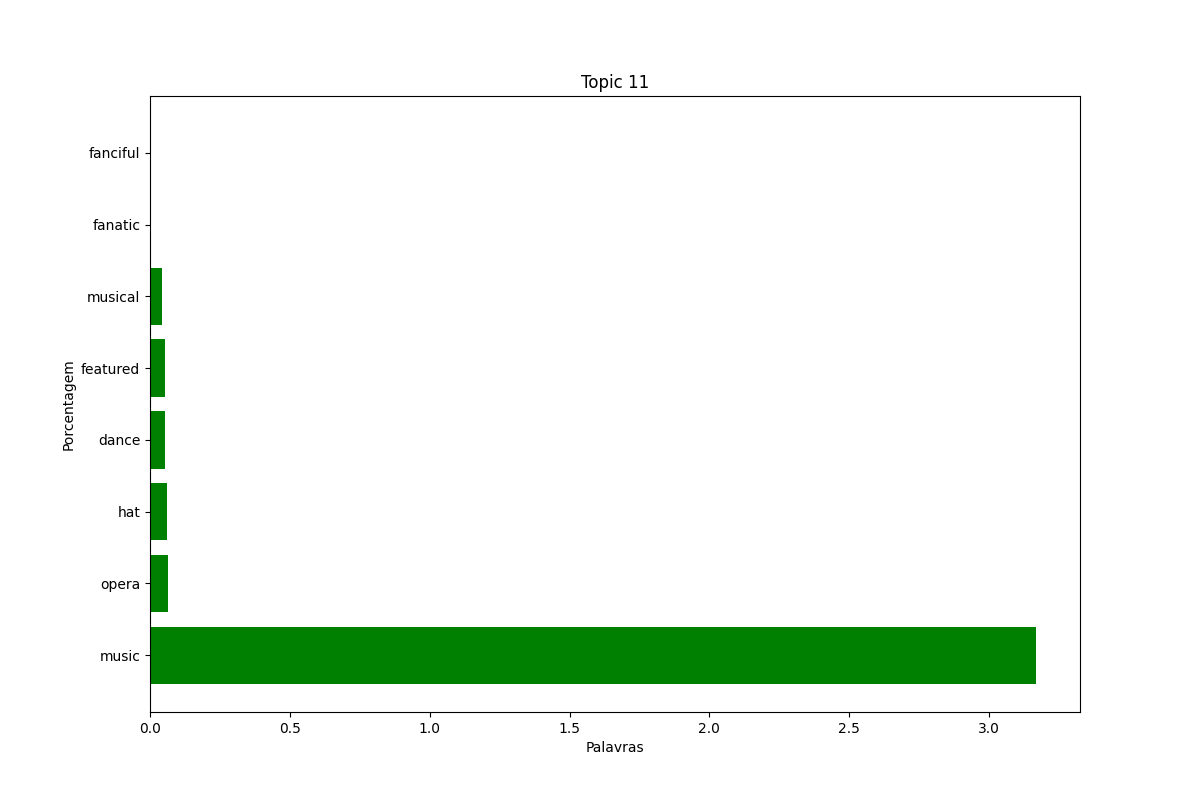 Topic 11
fanciful
fanatic
musical
featured
dance
hat
opera
music
Porcentagem
0.0 0.5 1.0 1.5 2.0 2.5 3.0
Palavras